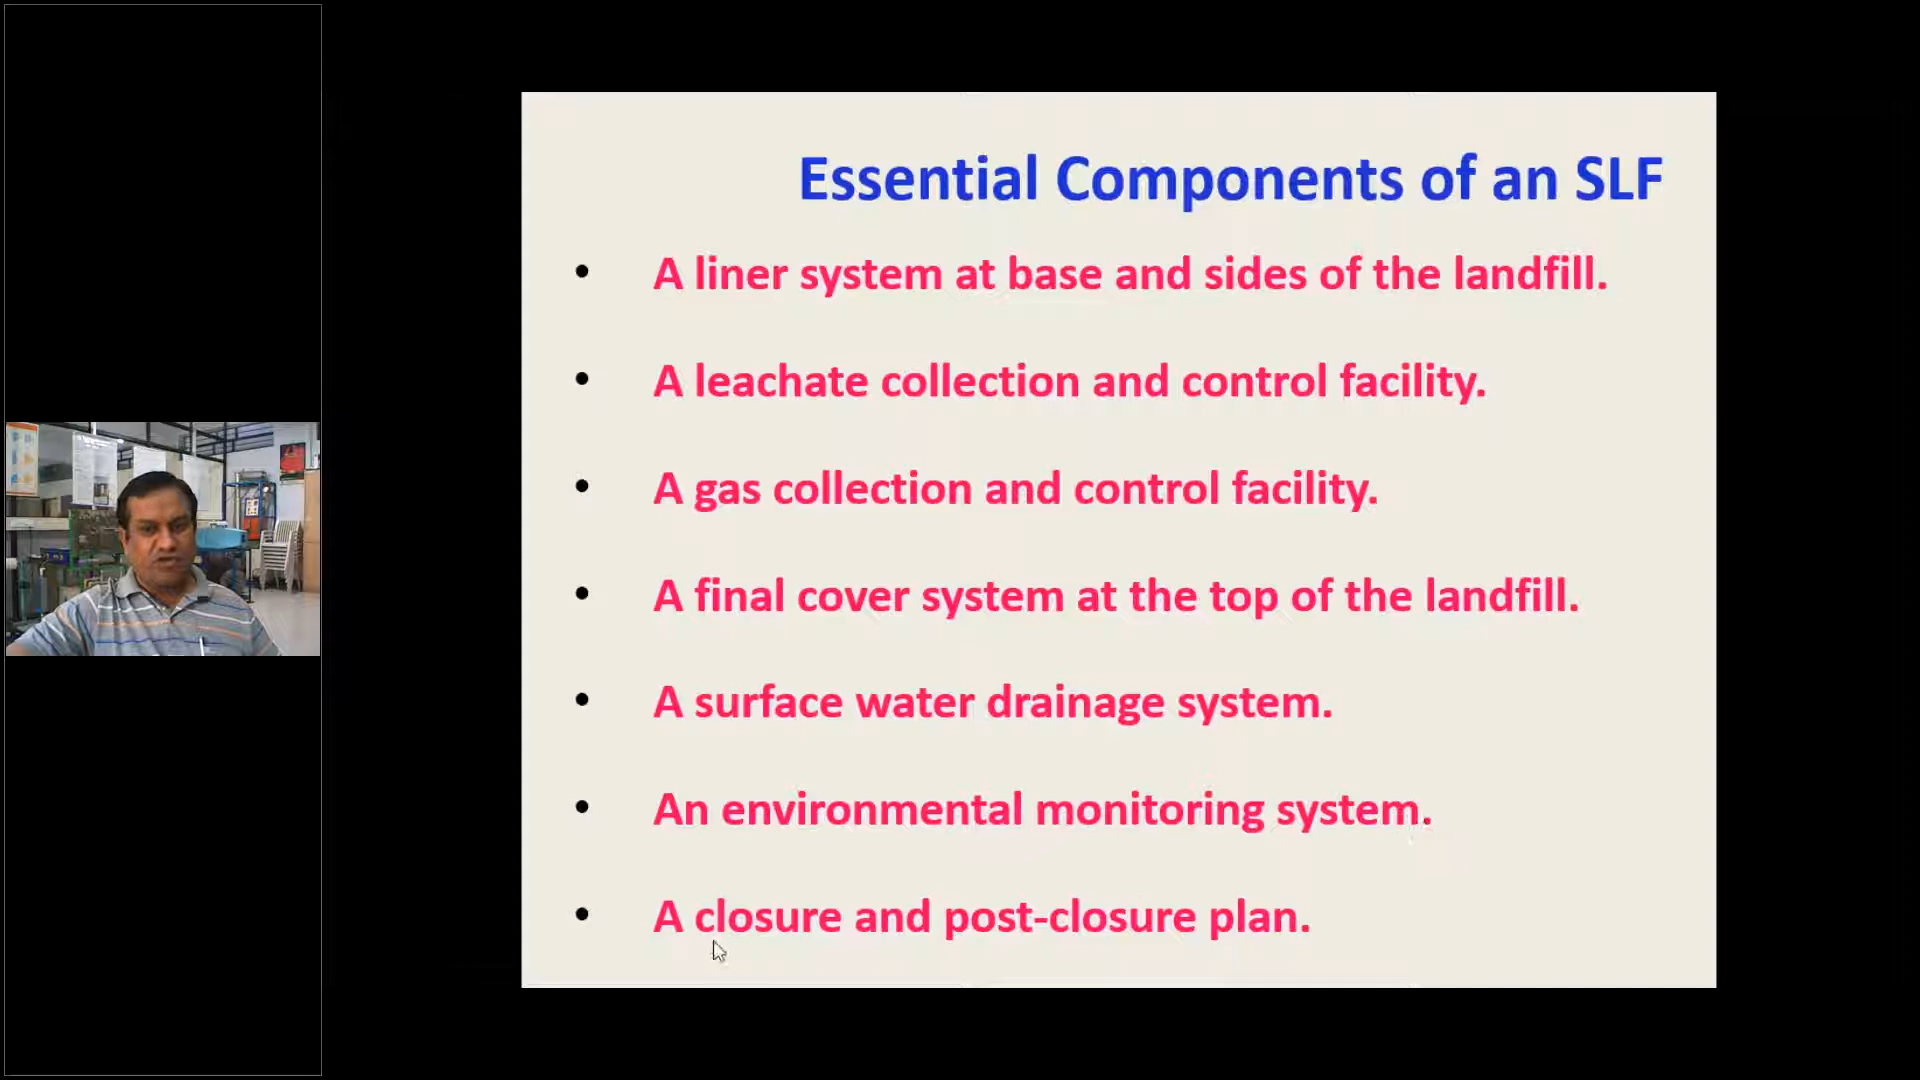 Essential Components of an SLF
• A liner system at base and sides of the landfill.
• A leachate collection and control facility.
• A gas collection and control facility.
• A final cover system at the top of the landfill.
• A surface water drainage system.
• An environmental monitoring system.
• A closure and post-closure plan.